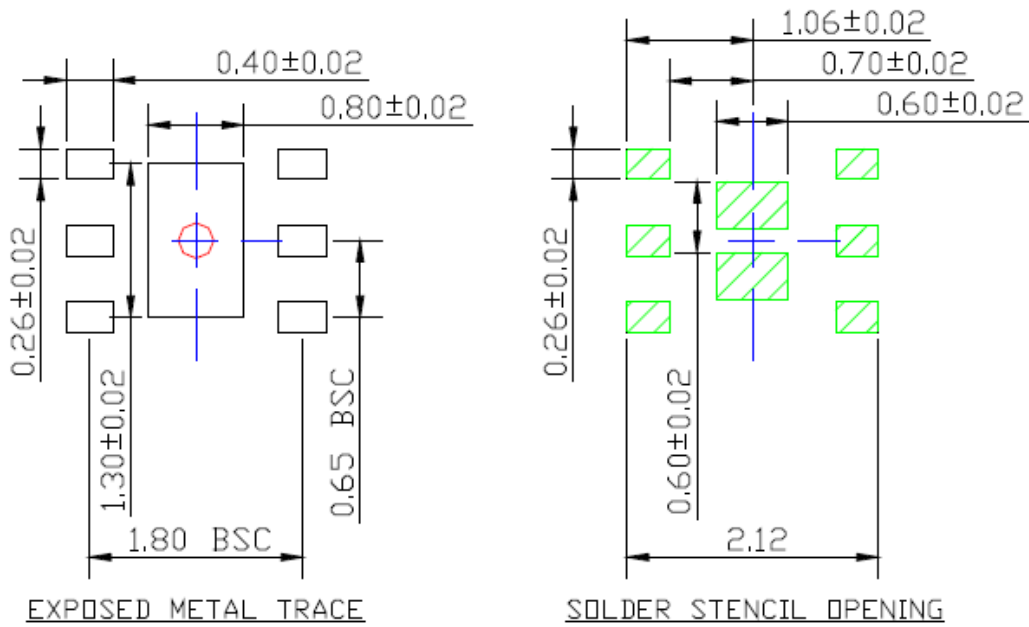 0.40±0.02
0.80±0.02
0.26±0.02
1.30±0.02
0.65 BSC
1.80 BSC
EXPOSED METAL TRACE
1.06±0.02
0.70±0.02
0.60±0.02
0.26±0.02
0.60±0.02
2.12
SOLDER STENCIL OPENING